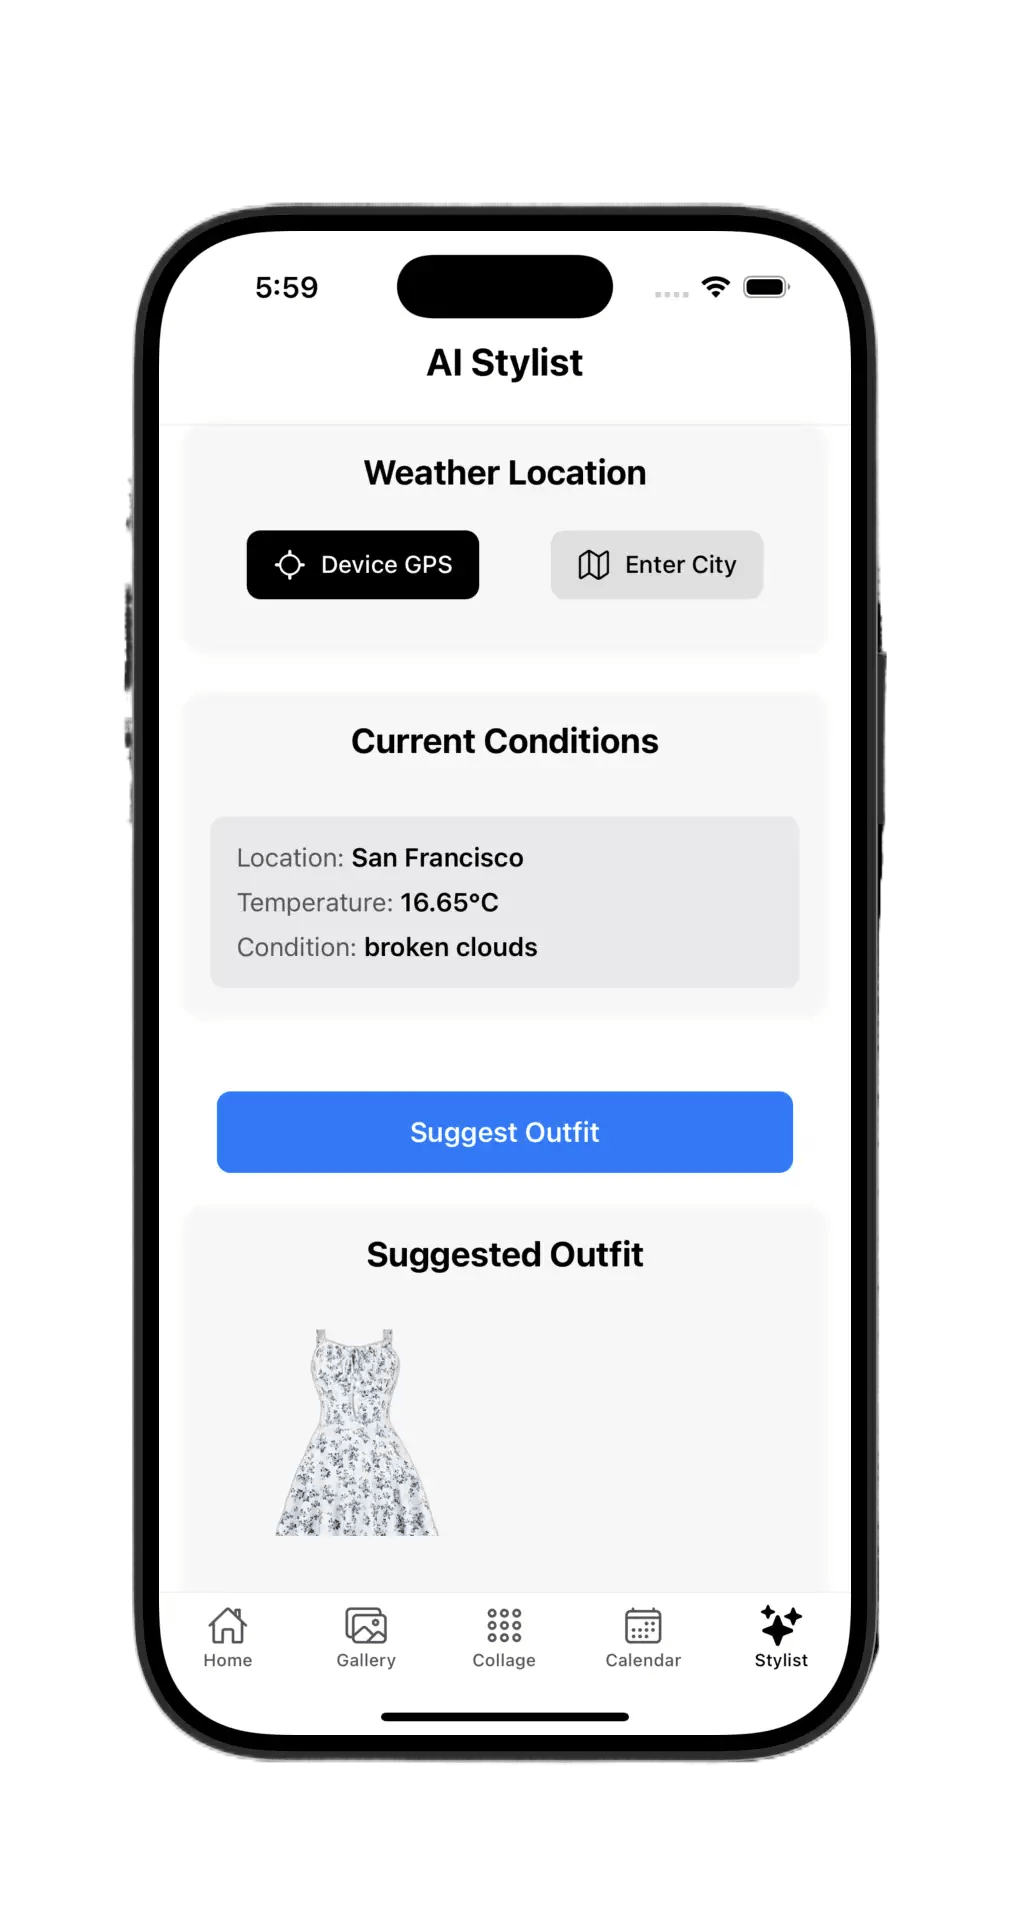 5:59
AI Stylist
Weather Location
Device GPS
Enter City
Current Conditions
Location: San Francisco
Temperature: 16.65°C
Condition: broken clouds
Suggest Outfit
Suggested Outfit
Home
Gallery
Collage
Calendar
Stylist